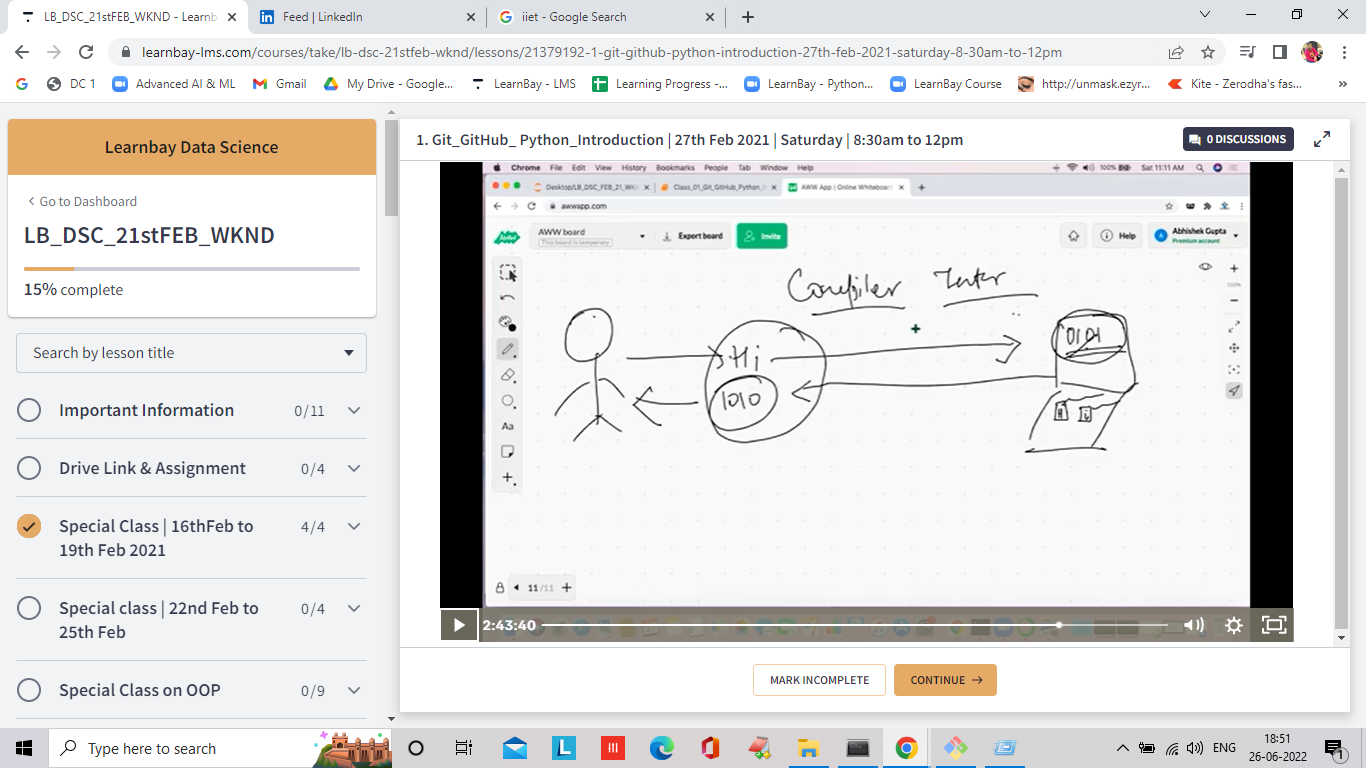 LB_DSC_21stFEB_WKND - Learnb
Feed | LinkedIn
iiet - Google Search
learnbay-lms.com/courses/take/lb-dsc-21stfeb-wknd/lessons/21379192-1-git-github-python-introduction-27th-feb-2021-saturday-8-30am-to-12pm
DC 1
Advanced AI & ML
Gmail
My Drive - Google...
LearnBay - LMS
Learning Progress -...
LearnBay - Python...
LearnBay Course
http://unmask.ezyr...
Kite - Zerodha's fas...
»
Learnbay Data Science
< Go to Dashboard
LB_DSC_21stFEB_WKND
15% complete
Search by lesson title
Important Information 0/11
Drive Link & Assignment 0/4
Special Class | 16thFeb to
19th Feb 2021
4/4
Special class | 22nd Feb to
25th Feb
0/4
Special Class on OOP 0/9
1. Git_GitHub_ Python_Introduction | 27th Feb 2021 | Saturday | 8:30am to 12pm
0 DISCUSSIONS
Chrome File Edit View History Bookmarks People Tab Window Help
100% Sat 11:11 AM
Desktop/LB_DSC_FEB_21_WK
Class_01_Git_GitHub_Python_I
AWW App | Online Whiteboard
awwapp.com
AWW board
This board is temporary
Export board
Invite
Help
Abhishek Gupta
Premium account
Compiler Inter
Hi
1010
0101
H i
Aa
100%
11/11
2:43:40
MARK INCOMPLETE
CONTINUE →
Type here to search
L
ENG
18:51
26-06-2022
1